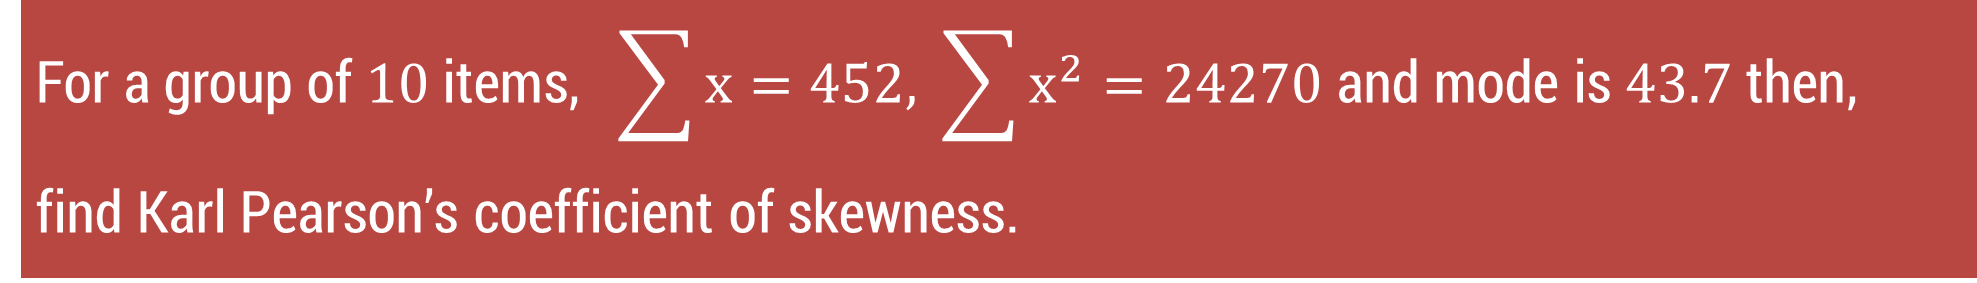 For a group of 10 items, ∑ x = 452, ∑ x² = 24270 and mode is 43.7 then,
find Karl Pearson’s coefficient of skewness.